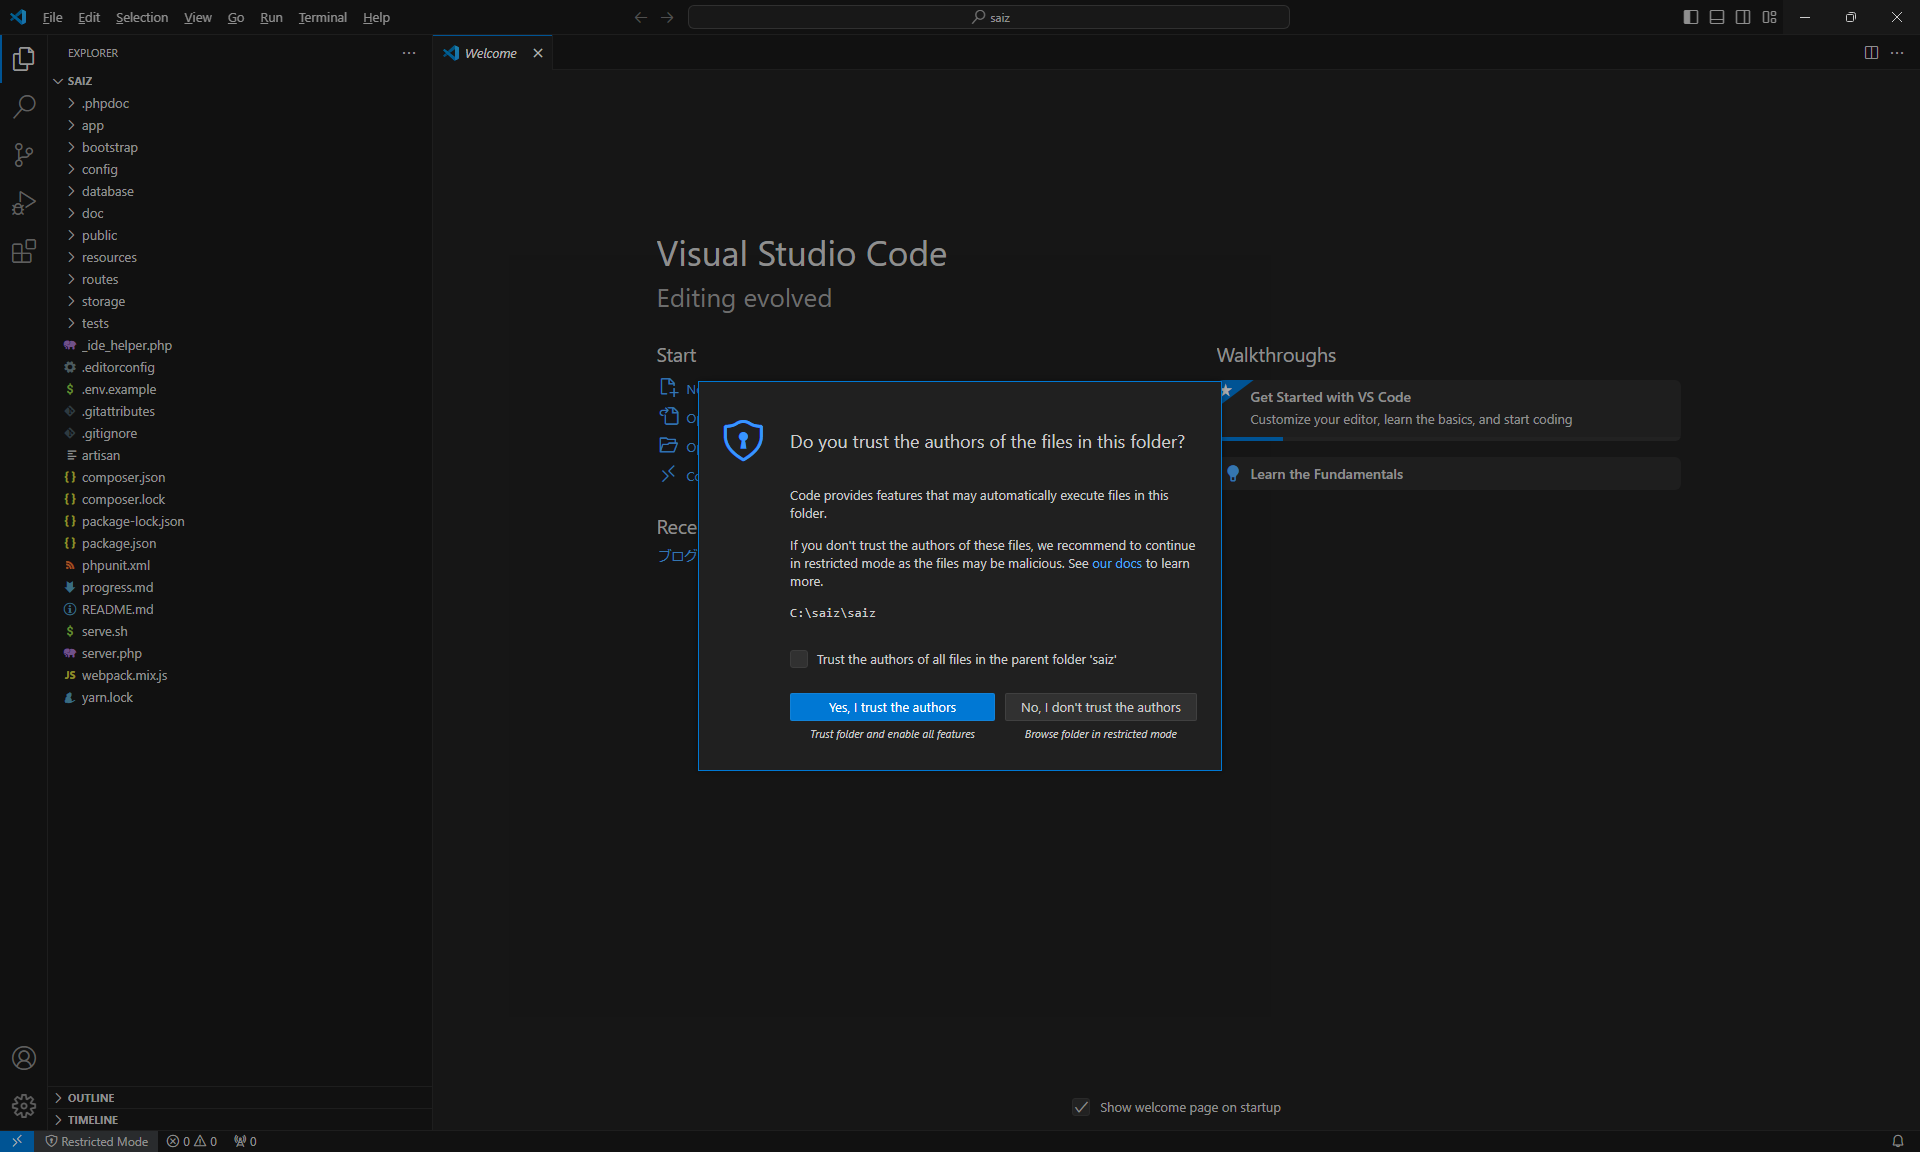 File Edit Selection View Go Run Terminal Help
saiz
EXPLORER
Welcome
SAIZ
.phpdoc
app
bootstrap
config
database
doc
public
resources
routes
storage
tests
_ide_helper.php
.editorconfig
.env.example
.gitattributes
.gitignore
artisan
composer.json
composer.lock
package-lock.json
package.json
phpunit.xml
progress.md
README.md
serve.sh
server.php
webpack.mix.js
yarn.lock
OUTLINE
TIMELINE
Visual Studio Code
Editing evolved
Start
Walkthroughs
Get Started with VS Code
Customize your editor, learn the basics, and start coding
Learn the Fundamentals
Do you trust the authors of the files in this folder?
Code provides features that may automatically execute files in this
folder.
If you don't trust the authors of these files, we recommend to continue
in restricted mode as the files may be malicious. See our docs to learn
more.
C:\saiz\saiz
Trust the authors of all files in the parent folder 'saiz'
Yes, I trust the authors
No, I don't trust the authors
Trust folder and enable all features
Browse folder in restricted mode
Rece
ブログ
Show welcome page on startup
Restricted Mode 0 0 0